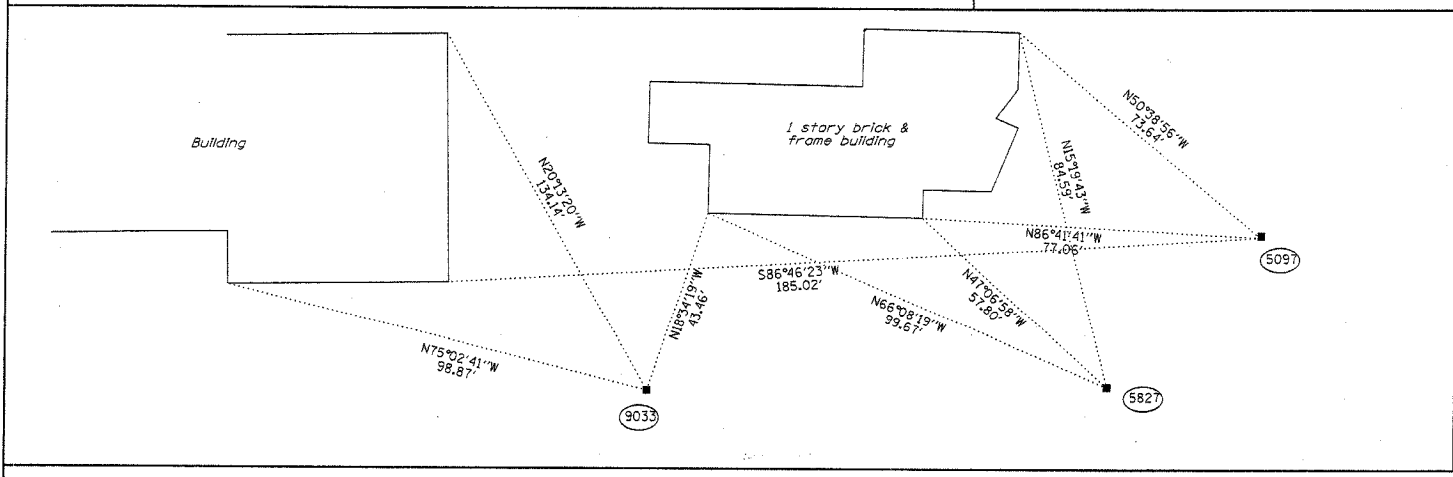 Building
1 story brick &
frame building
N50°38'56"W
73.64'
N20°13'20"W
134.14'
N15°19'43"W
84.59'
N86°41'41"W
77.06'
5097
S86°46'23"W
185.02'
N18°34'19"W
43.46'
N47°06'58"W
57.80'
N66°08'19"W
99.67'
N75°02'41"W
98.87'
9033
5827